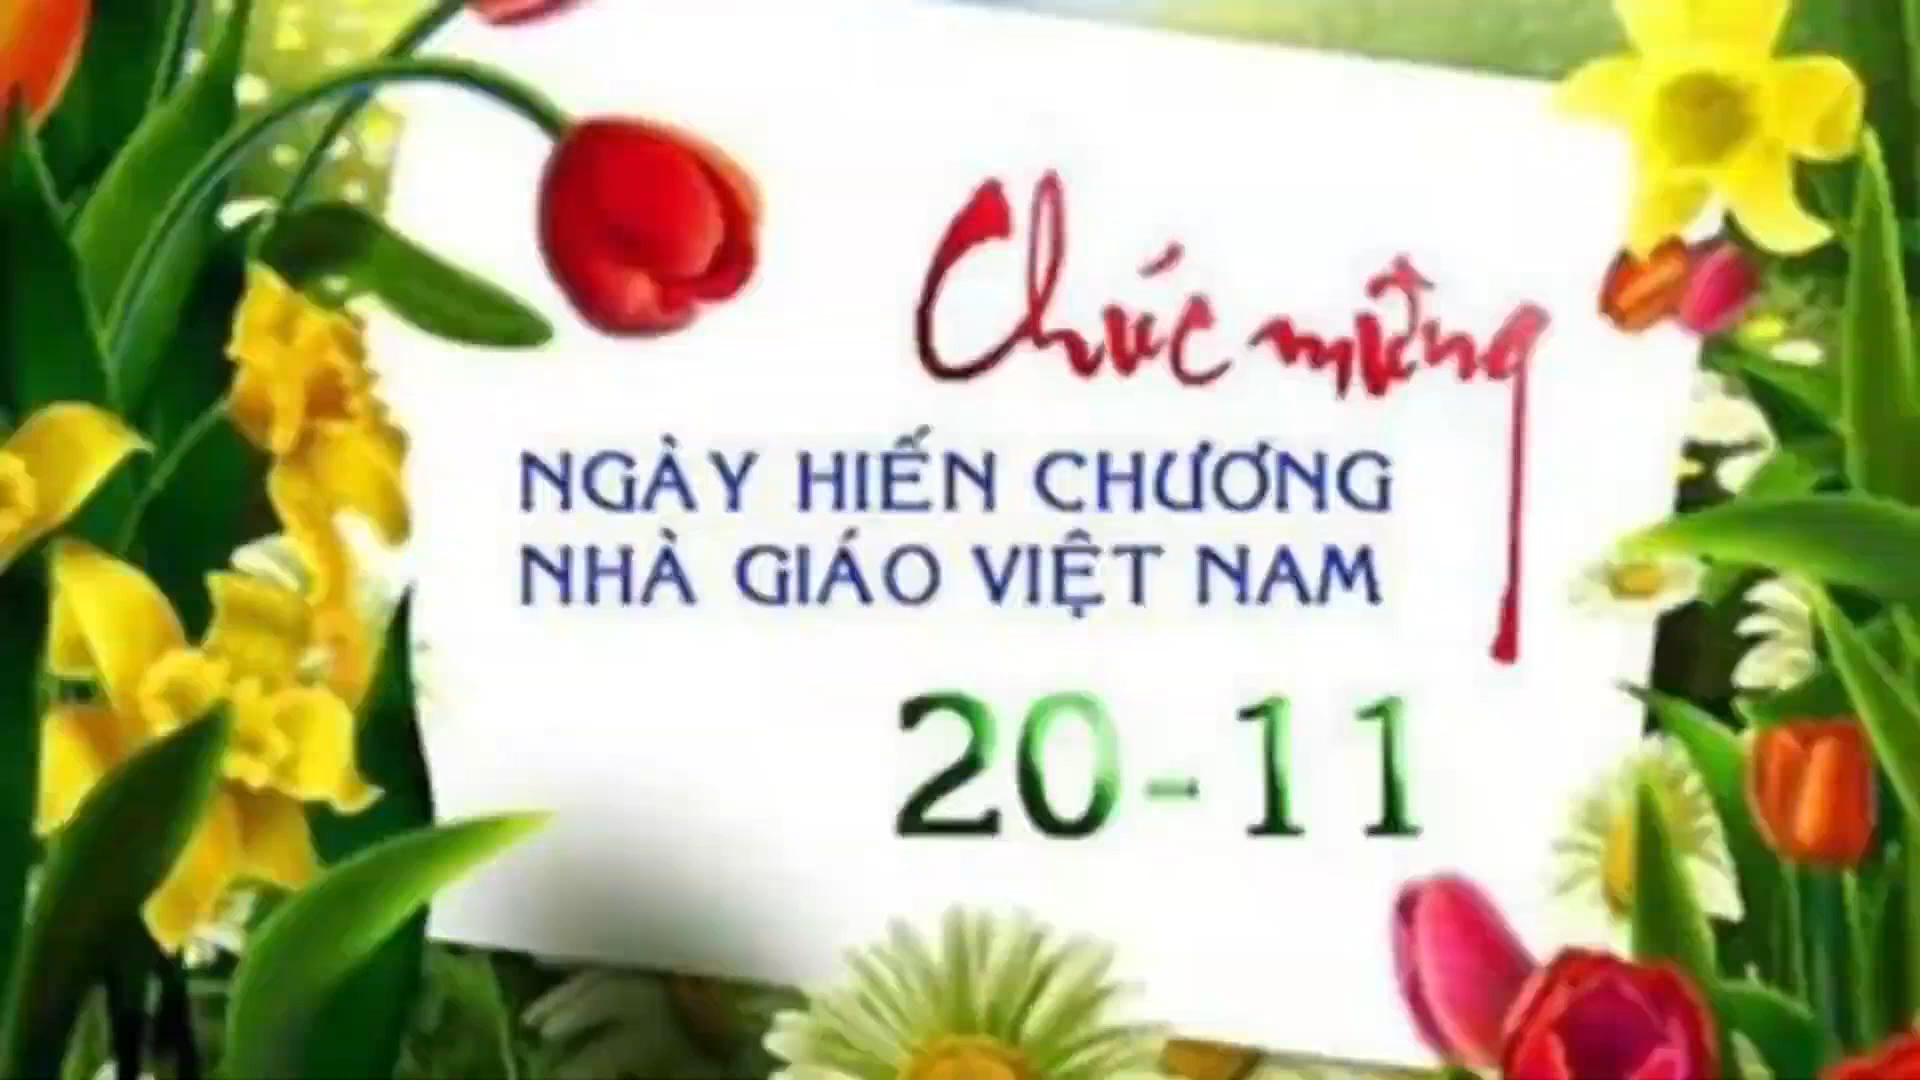 Chúc mừng
NGÀY HIẾN CHƯƠNG
NHÀ GIÁO VIỆT NAM
20-11